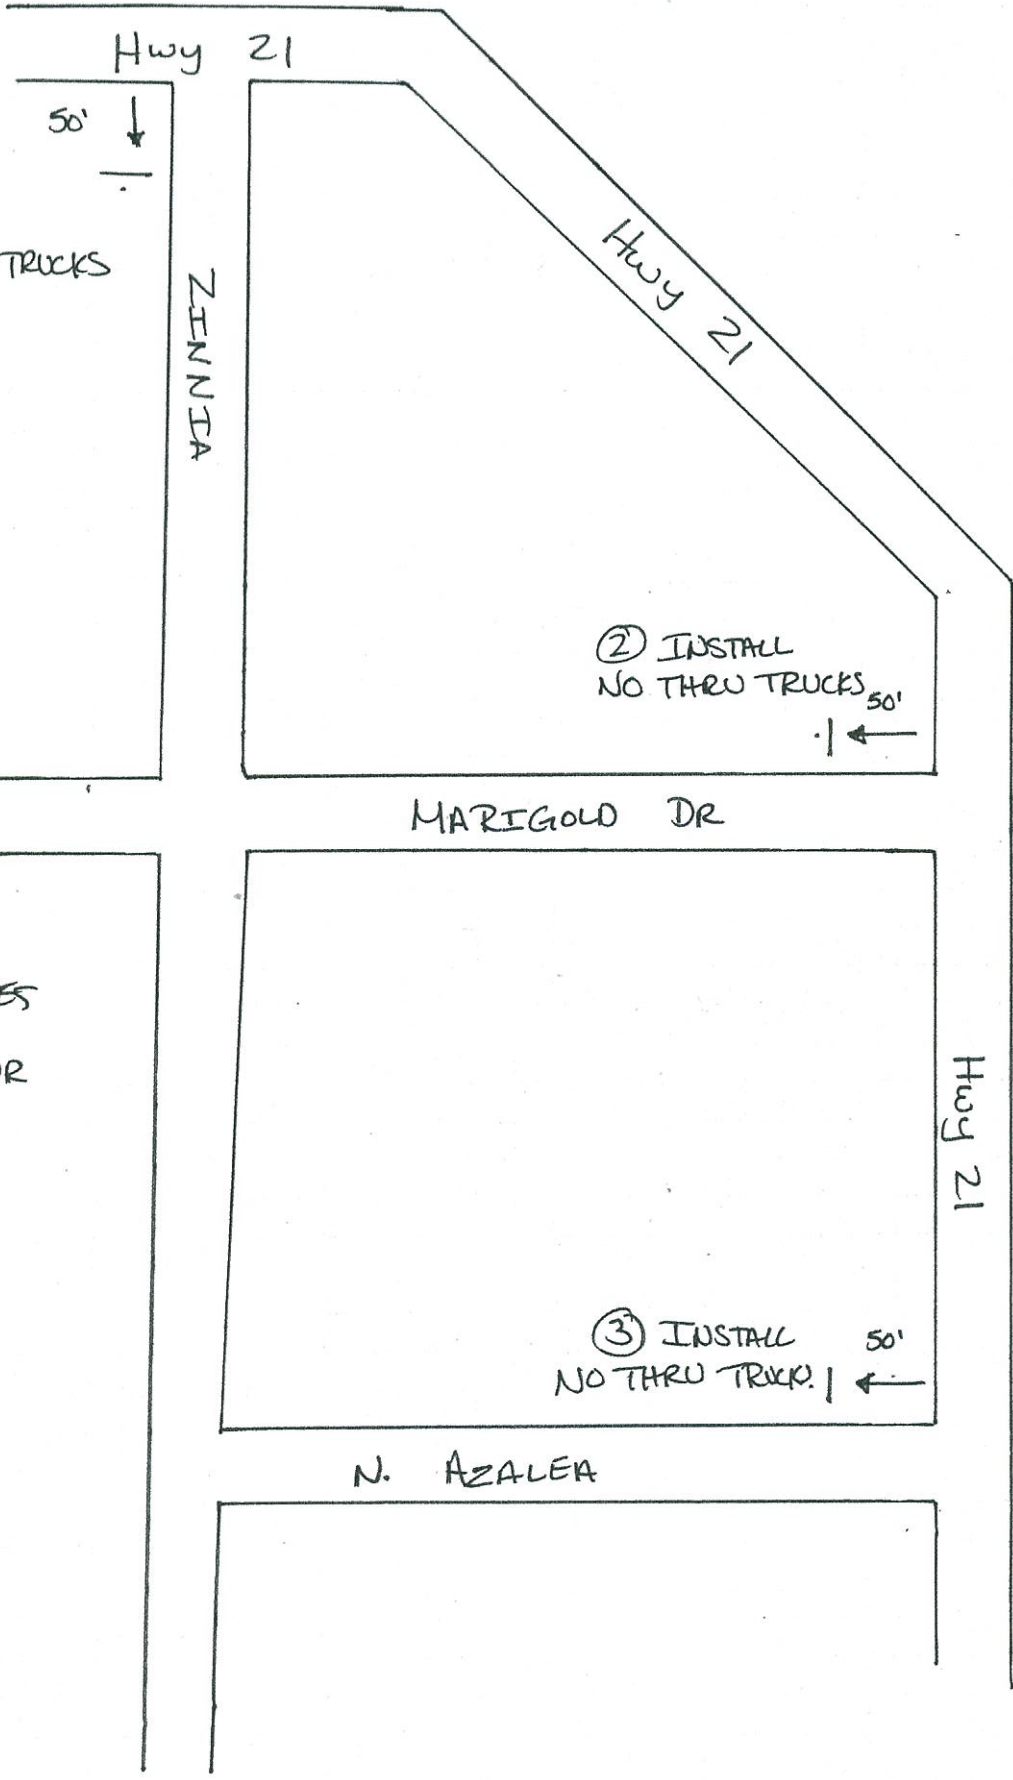 Hwy 21
50'
TRUCKS
ZINNIA
Hwy 21
② INSTALL
NO THRU TRUCKS
50'
MARIGOLD DR
ES
R
Hwy 21
③ INSTALL
50'
NO THRU TRUCK
N. AZALEA